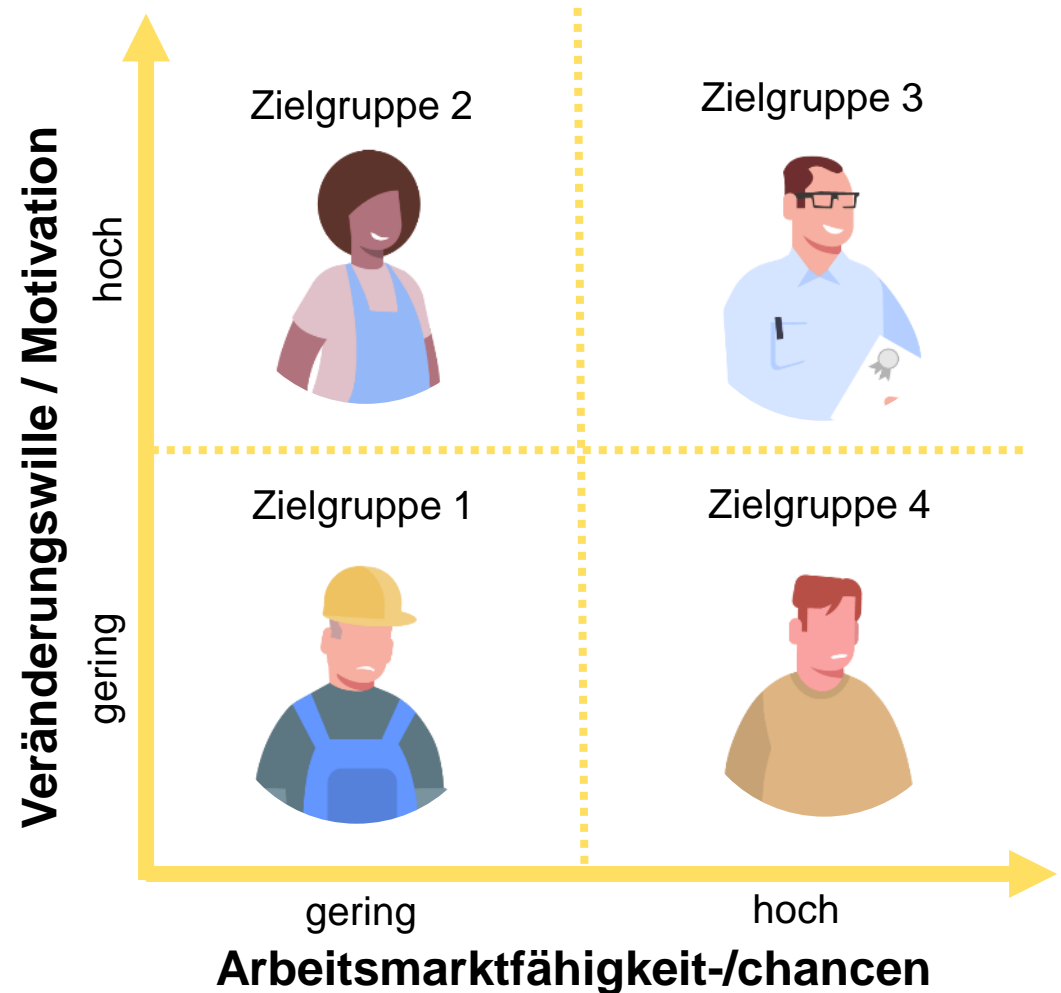 Veränderungswille / Motivation
hoch
gering
Zielgruppe 2
Zielgruppe 3
Zielgruppe 1
Zielgruppe 4
gering
hoch
Arbeitsmarktfähigkeit-/chancen